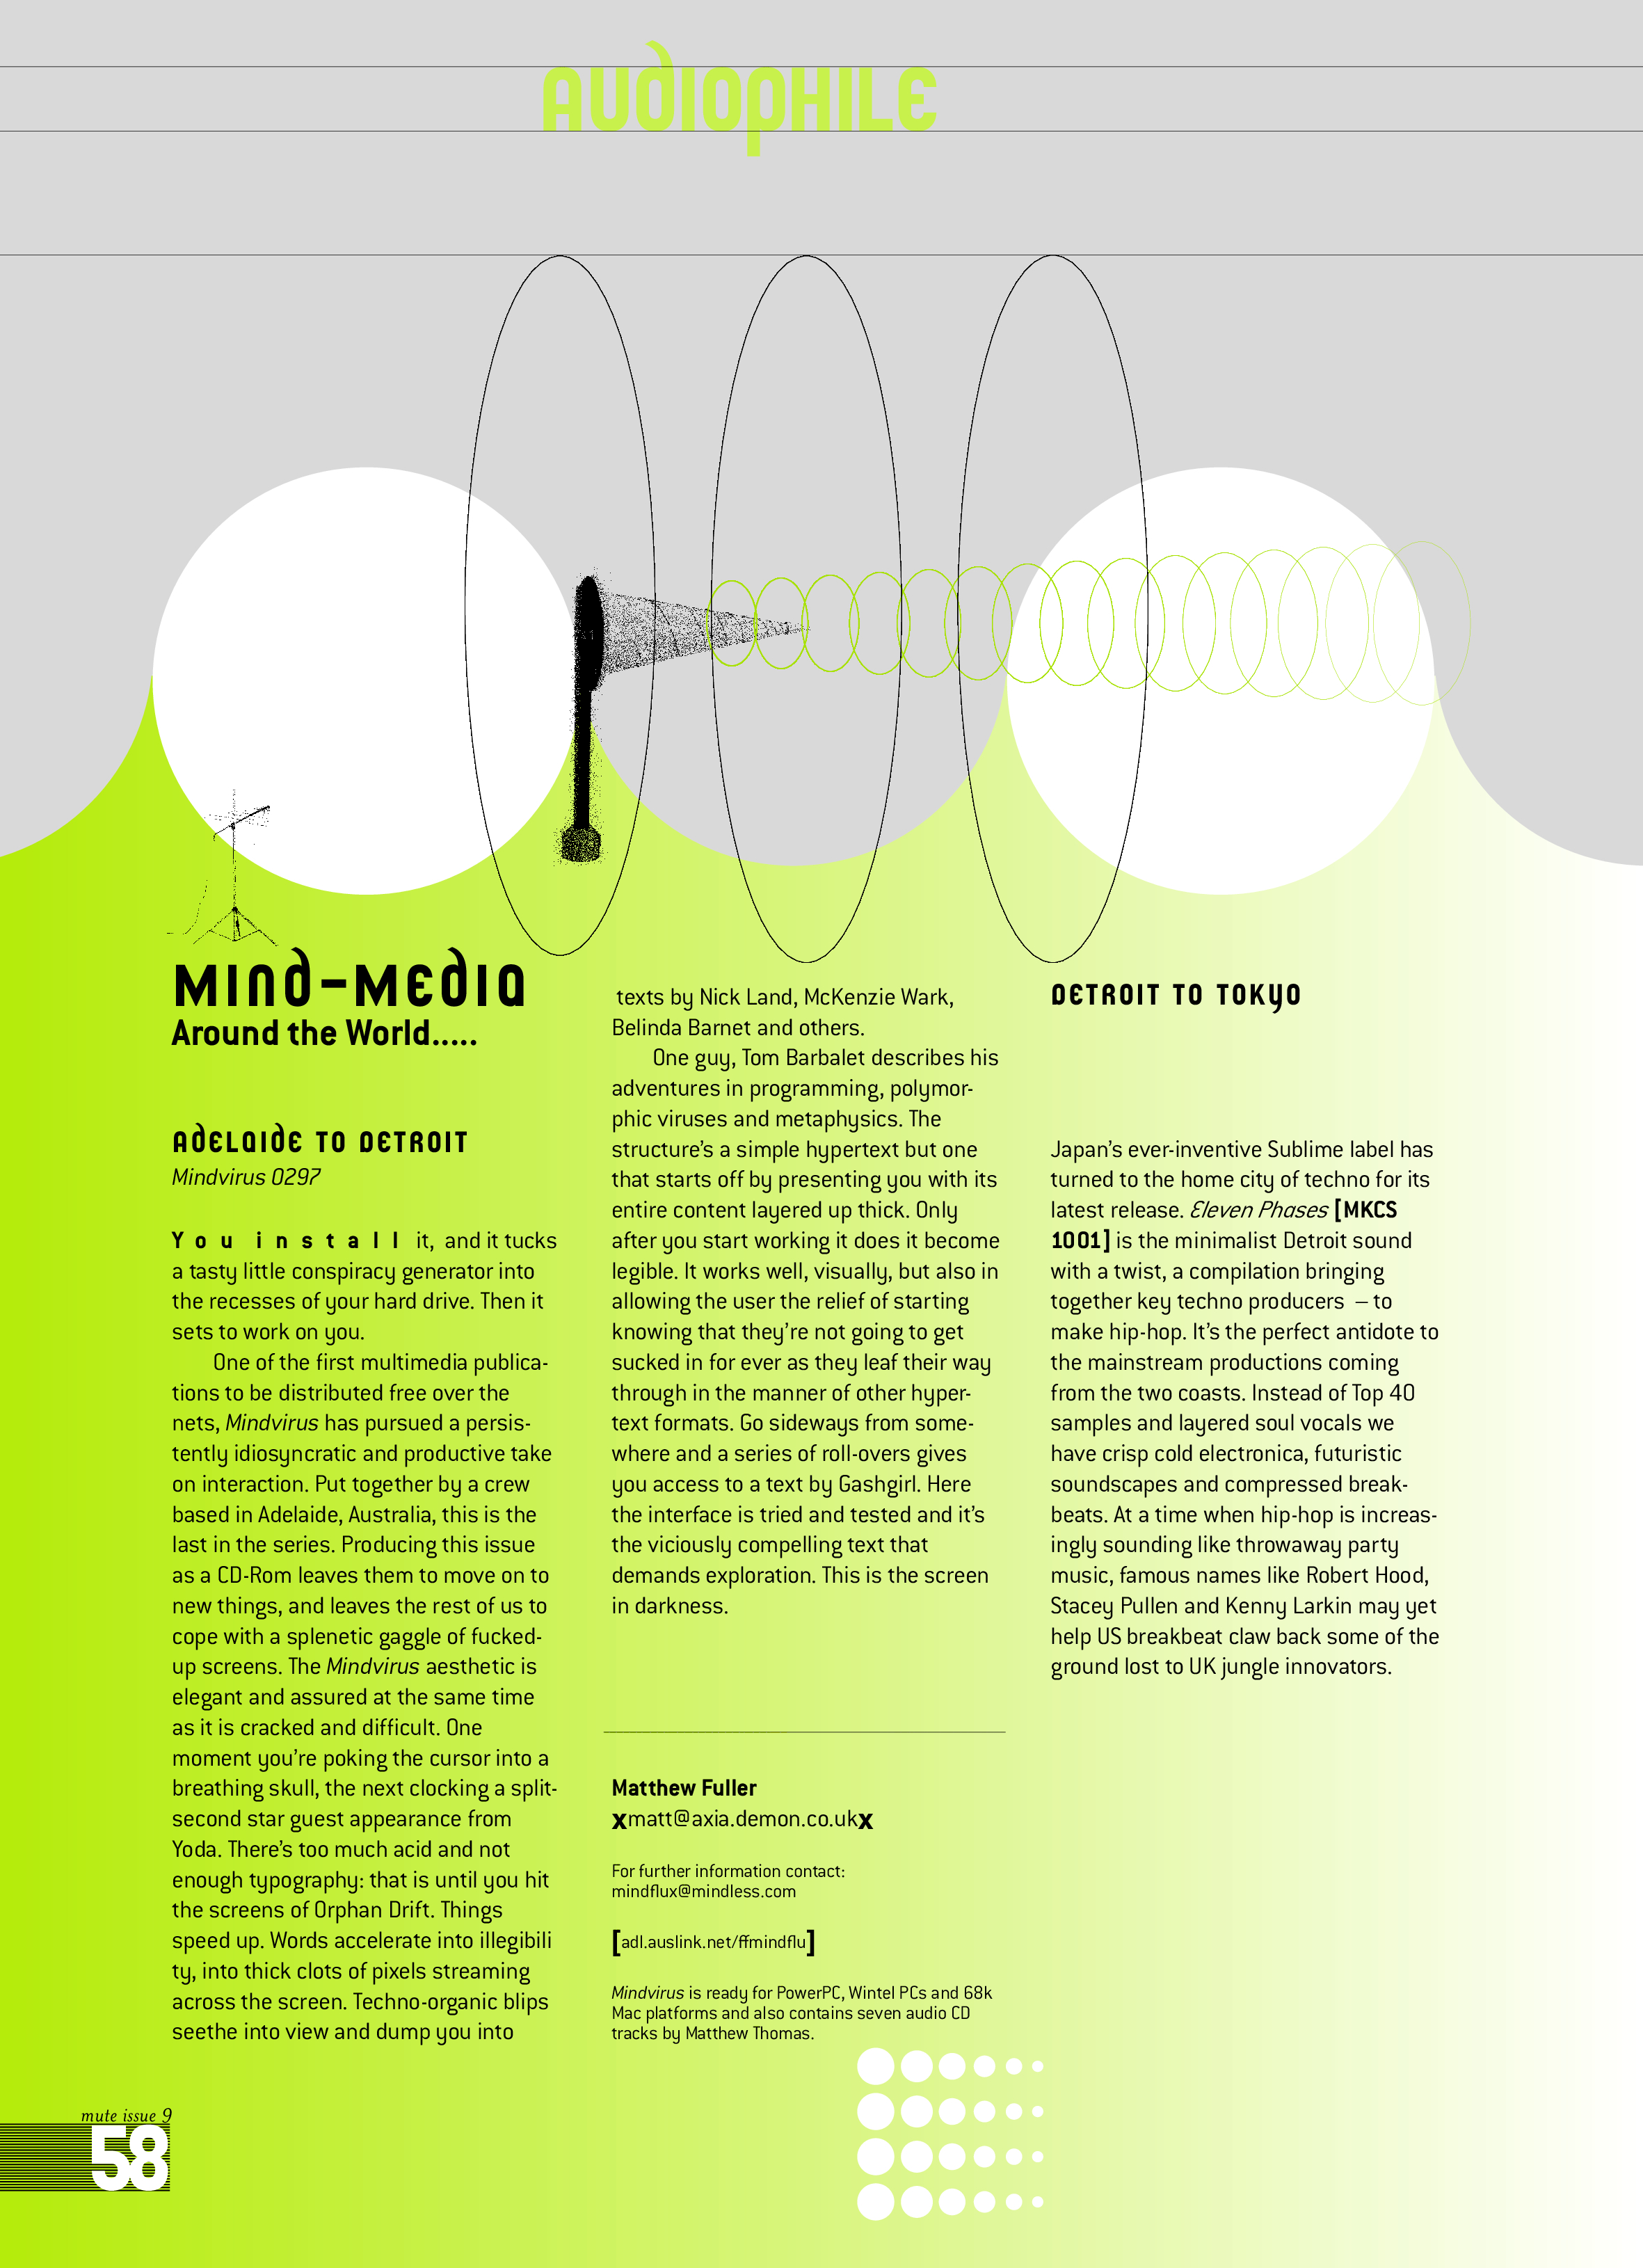 AUdiOpHILE
MINd-MEdIA
Around the World.....
AdELAIdE TO DETROIT
Mindvirus 0297
You install it, and it tucks
a tasty little conspiracy generator into
the recesses of your hard drive. Then it
sets to work on you.
One of the first multimedia publica-
tions to be distributed free over the
nets, Mindvirus has pursued a persis-
tently idiosyncratic and productive take
on interaction. Put together by a crew
based in Adelaide, Australia, this is the
last in the series. Producing this issue
as a CD-Rom leaves them to move on to
new things, and leaves the rest of us to
cope with a splenetic gaggle of fucked-
up screens. The Mindvirus aesthetic is
elegant and assured at the same time
as it is cracked and difficult. One
moment you're poking the cursor into a
breathing skull, the next clocking a split-
second star guest appearance from
Yoda. There's too much acid and not
enough typography: that is until you hit
the screens of Orphan Drift. Things
speed up. Words accelerate into illegibili
ty, into thick clots of pixels streaming
across the screen. Techno-organic blips
seethe into view and dump you into
texts by Nick Land, McKenzie Wark,
Belinda Barnet and others.
One guy, Tom Barbalet describes his
adventures in programming, polymor-
phic viruses and metaphysics. The
structure's a simple hypertext but one
that starts off by presenting you with its
entire content layered up thick. Only
after you start working it does it become
legible. It works well, visually, but also in
allowing the user the relief of starting
knowing that they're not going to get
sucked in for ever as they leaf their way
through in the manner of other hyper-
text formats. Go sideways from some-
where and a series of roll-overs gives
you access to a text by Gashgirl. Here
the interface is tried and tested and it's
the viciously compelling text that
demands exploration. This is the screen
in darkness.
Matthew Fuller
xmatt@axia.demon.co.ukx
For further information contact:
mindflux@mindless.com
[adl.auslink.net/ffmindflu]
Mindvirus is ready for PowerPC, Wintel PCs and 68k
Mac platforms and also contains seven audio CD
tracks by Matthew Thomas.
DETROIT TO TOKyO
Japan's ever-inventive Sublime label has
turned to the home city of techno for its
latest release. Eleven Phases [MKCS
1001] is the minimalist Detroit sound
with a twist, a compilation bringing
together key techno producers – to
make hip-hop. It's the perfect antidote to
the mainstream productions coming
from the two coasts. Instead of Top 40
samples and layered soul vocals we
have crisp cold electronica, futuristic
soundscapes and compressed break-
beats. At a time when hip-hop is increas-
ingly sounding like throwaway party
music, famous names like Robert Hood,
Stacey Pullen and Kenny Larkin may yet
help US breakbeat claw back some of the
ground lost to UK jungle innovators.
mute issue 9
58